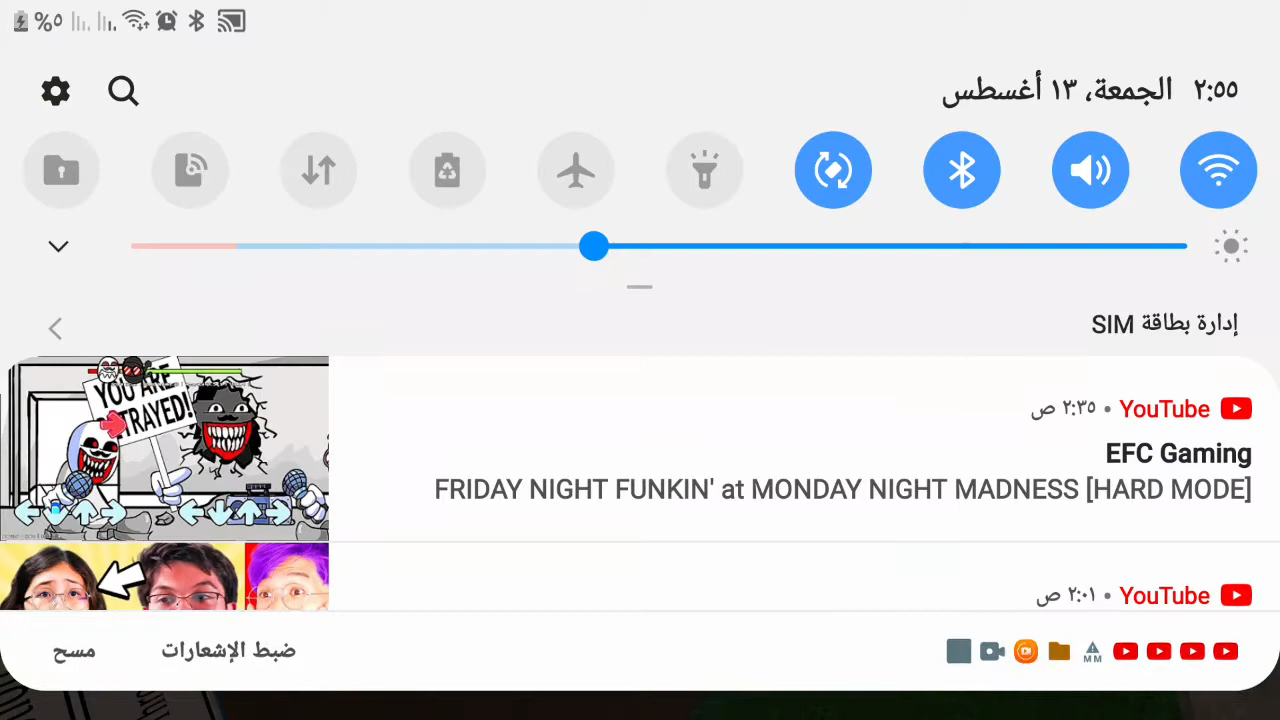 %٥
٢:٥٥ الجمعة، ١٣ أغسطس
إدارة بطاقة SIM
YouTube • ٢:٣٥ ص
EFC Gaming
FRIDAY NIGHT FUNKIN' at MONDAY NIGHT MADNESS [HARD MODE]
YOU ARE
TRAYED!
YouTube • ٢:٠١ ص
ضبط الإشعارات
مسح
MM